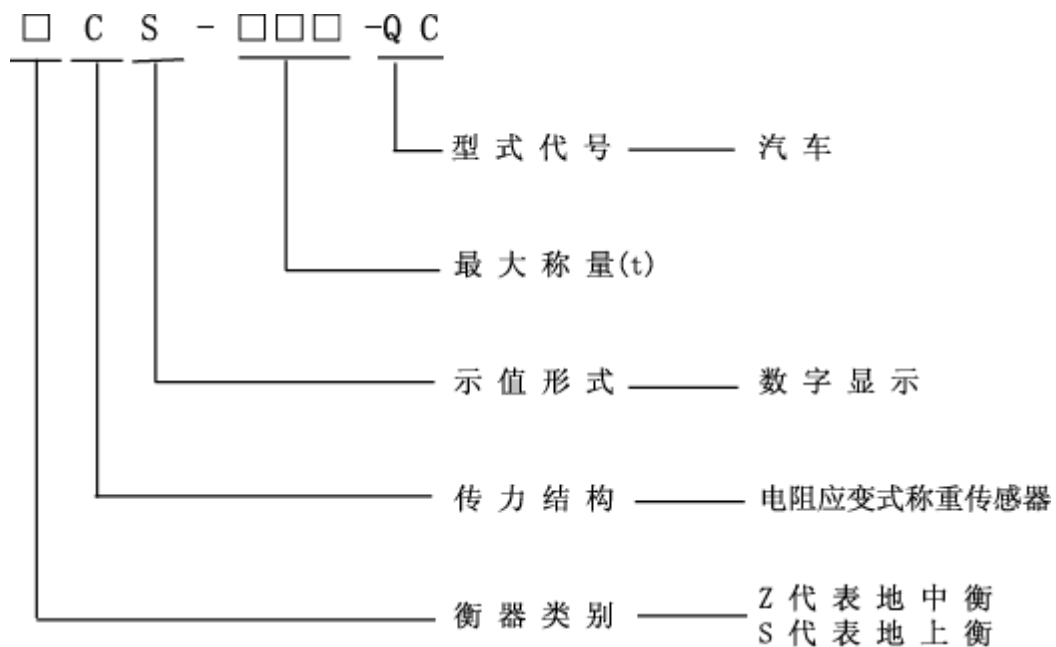 □ C S - □□□ -Q C
型式代号 —— 汽车
最大称量(t)
示值形式 —— 数字显示
传力结构 —— 电阻应变式称重传感器
衡器类别 —— Z代表地中衡
S代表地上衡